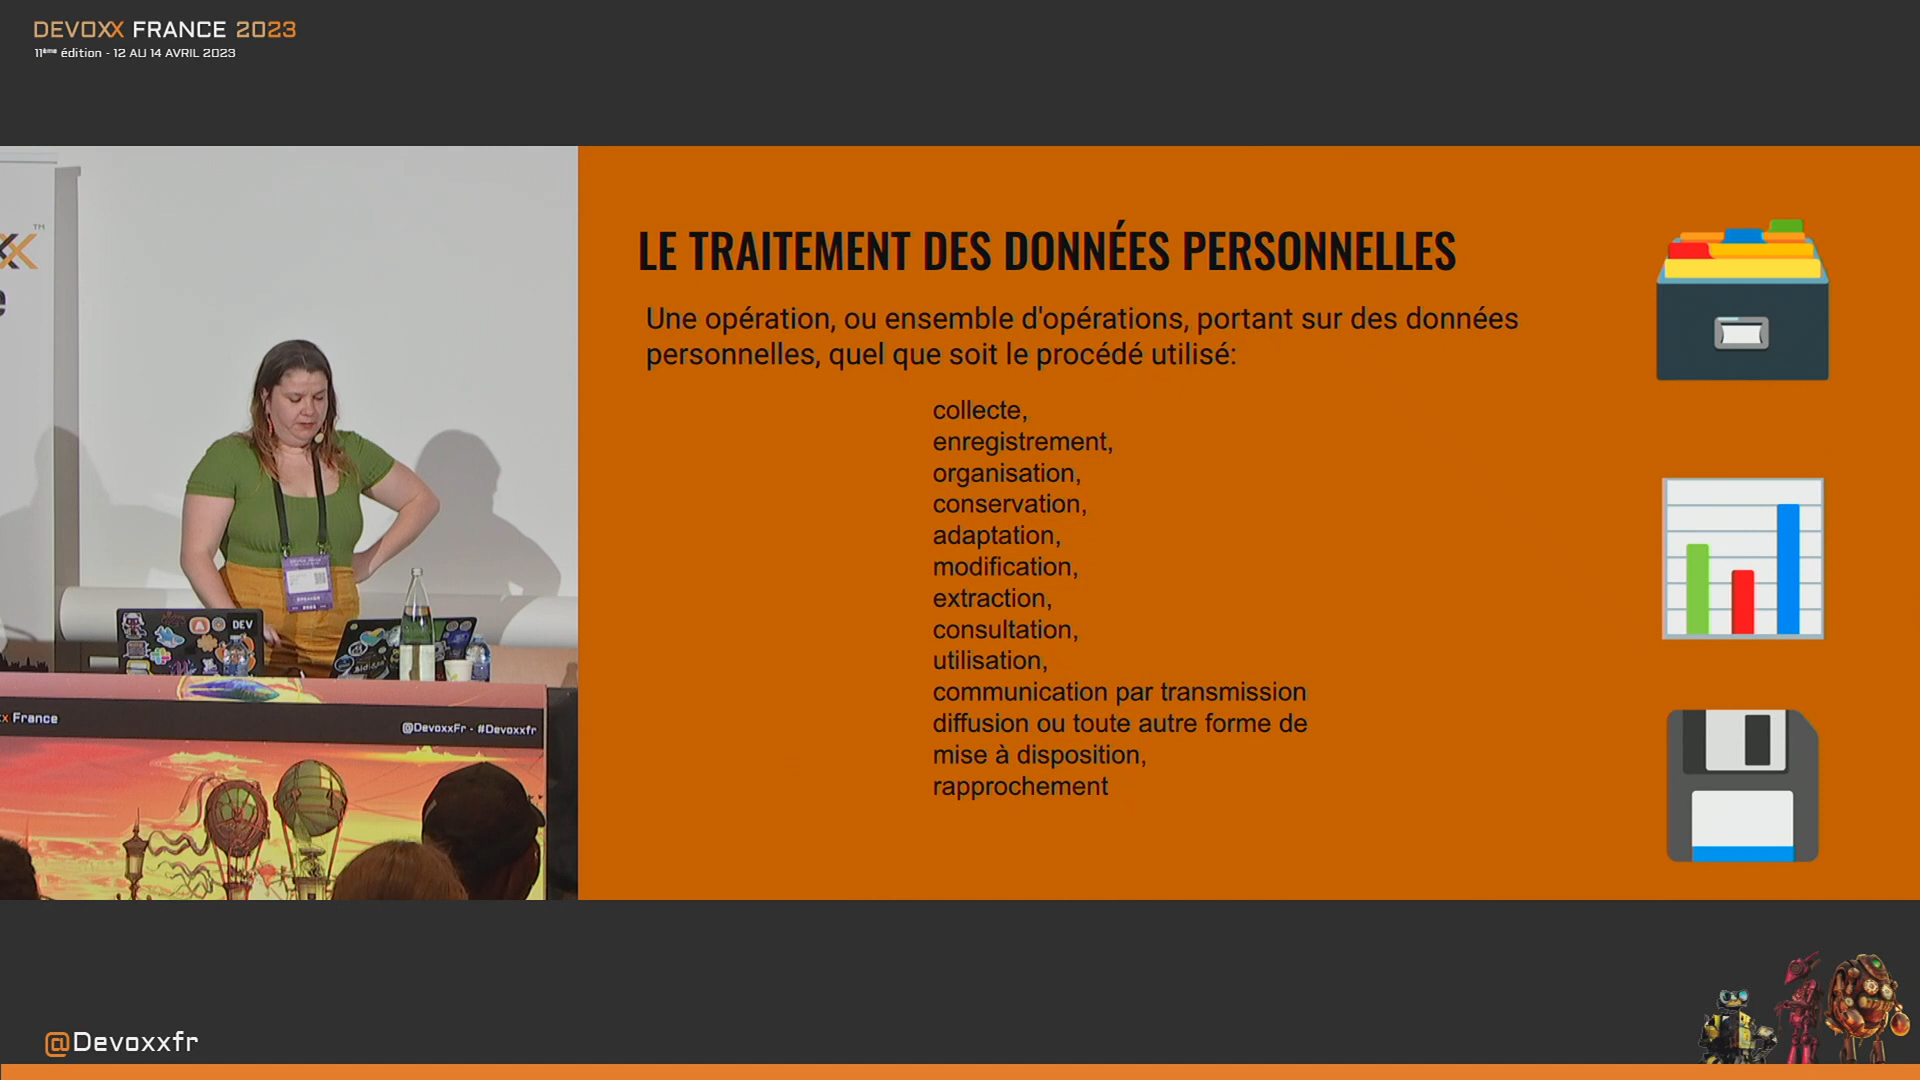 DEVOXX FRANCE 2023
11ème édition - 12 AU 14 AVRIL 2023
LE TRAITEMENT DES DONNÉES PERSONNELLES
Une opération, ou ensemble d'opérations, portant sur des données
personnelles, quel que soit le procédé utilisé:
collecte,
enregistrement,
organisation,
conservation,
adaptation,
modification,
extraction,
consultation,
utilisation,
communication par transmission
diffusion ou toute autre forme de
mise à disposition,
rapprochement
TM
DEV
SPEAKER
x France
@DevoxxFr - #Devoxxfr
@Devoxxfr